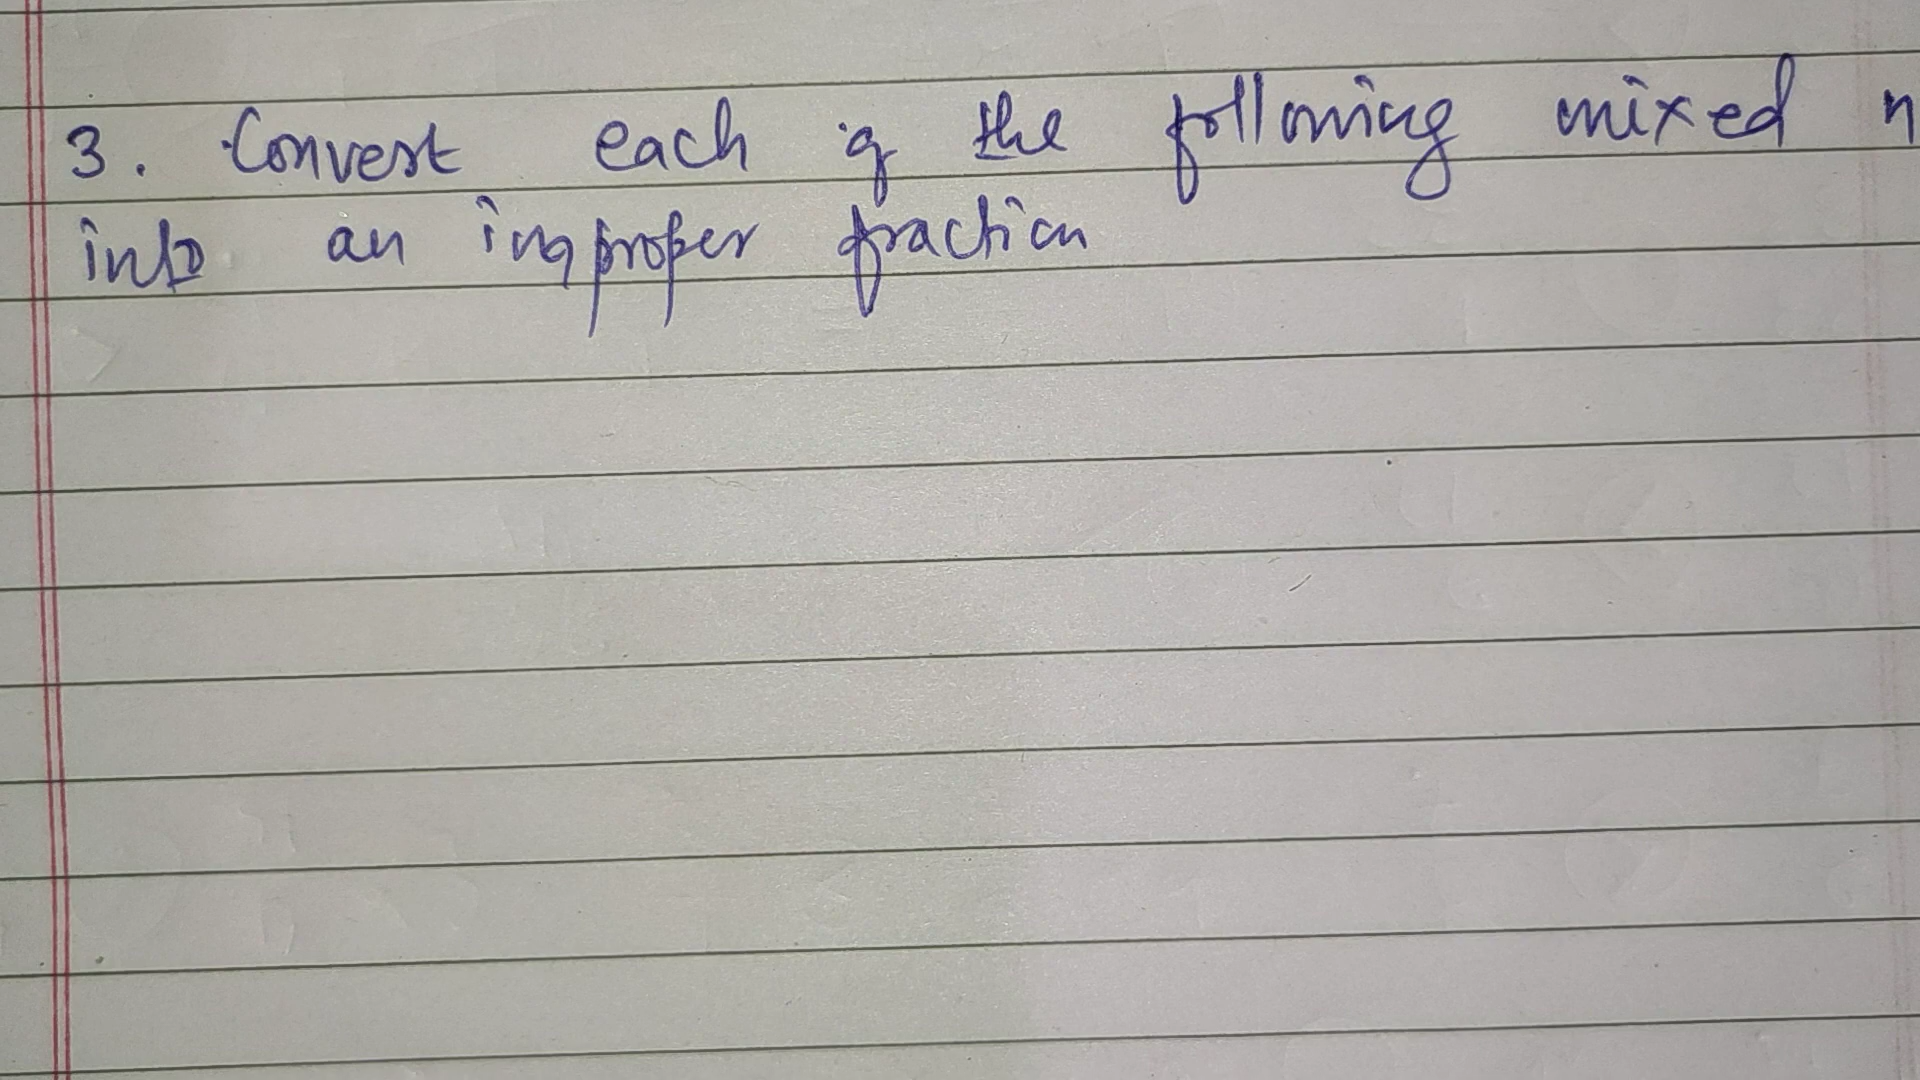 3. Convert each of the following mixed n
into an improper fraction